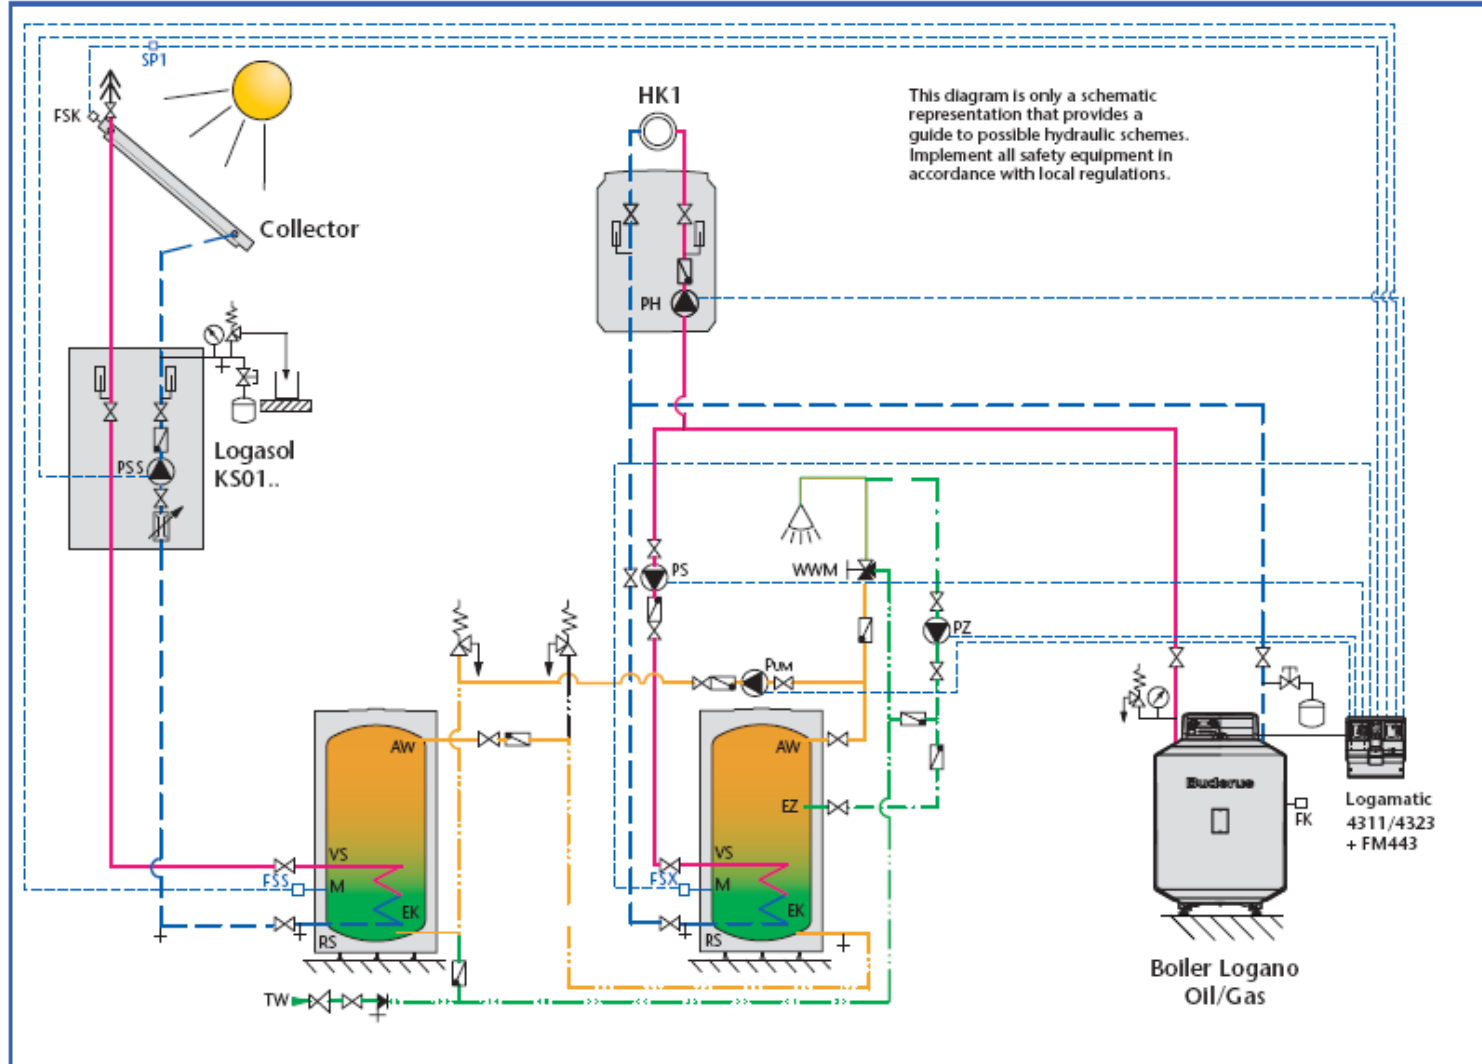 SP1
FSK
HK1
This diagram is only a schematic
representation that provides a
guide to possible hydraulic schemes.
Implement all safety equipment in
accordance with local regulations.
Collector
PH
Logasol
KS01..
PSS
PS
WWM
PZ
PUM
AW
AW
EZ
Buderus
Logamatic
4311/4323
+ FM443
FK
VS
FSS
M
EK
RS
VS
FSX
M
EK
RS
TW
Boiler Logano
Oil/Gas